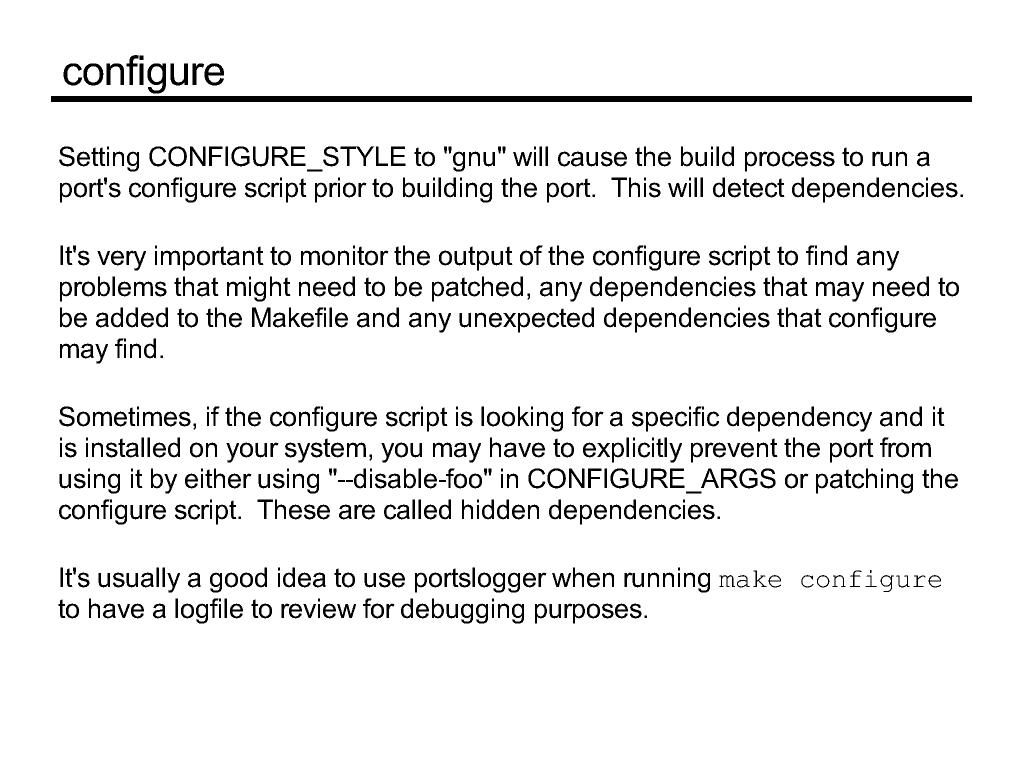 configure
Setting CONFIGURE_STYLE to "gnu" will cause the build process to run a
port's configure script prior to building the port.  This will detect dependencies.
It's very important to monitor the output of the configure script to find any
problems that might need to be patched, any dependencies that may need to
be added to the Makefile and any unexpected dependencies that configure
may find.
Sometimes, if the configure script is looking for a specific dependency and it
is installed on your system, you may have to explicitly prevent the port from
using it by either using "--disable-foo" in CONFIGURE_ARGS or patching the
configure script.  These are called hidden dependencies.
It's usually a good idea to use portslogger when running make configure
to have a logfile to review for debugging purposes.